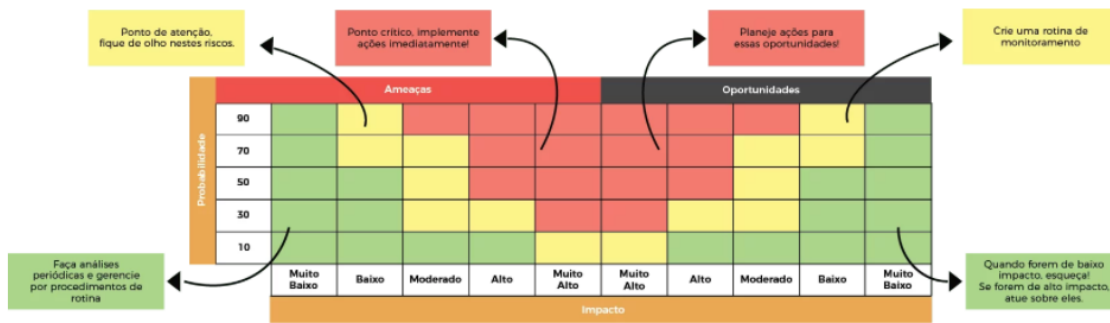 Ponto de atenção,
fique de olho nestes riscos.
Ponto crítico, implemente
ações imediatamente!
Planeje ações para
essas oportunidades!
Crie uma rotina de
monitoramento
Ameaças
Oportunidades
Probabilidade
90
70
50
30
10
Muito
Baixo
Baixo
Moderado
Alto
Muito
Alto
Muito
Alto
Alto
Moderado
Baixo
Muito
Baixo
Impacto
Faça análises
periódicas e gerencie
por procedimentos de
rotina
Quando forem de baixo
impacto, esqueça!
Se forem de alto impacto,
atue sobre eles.